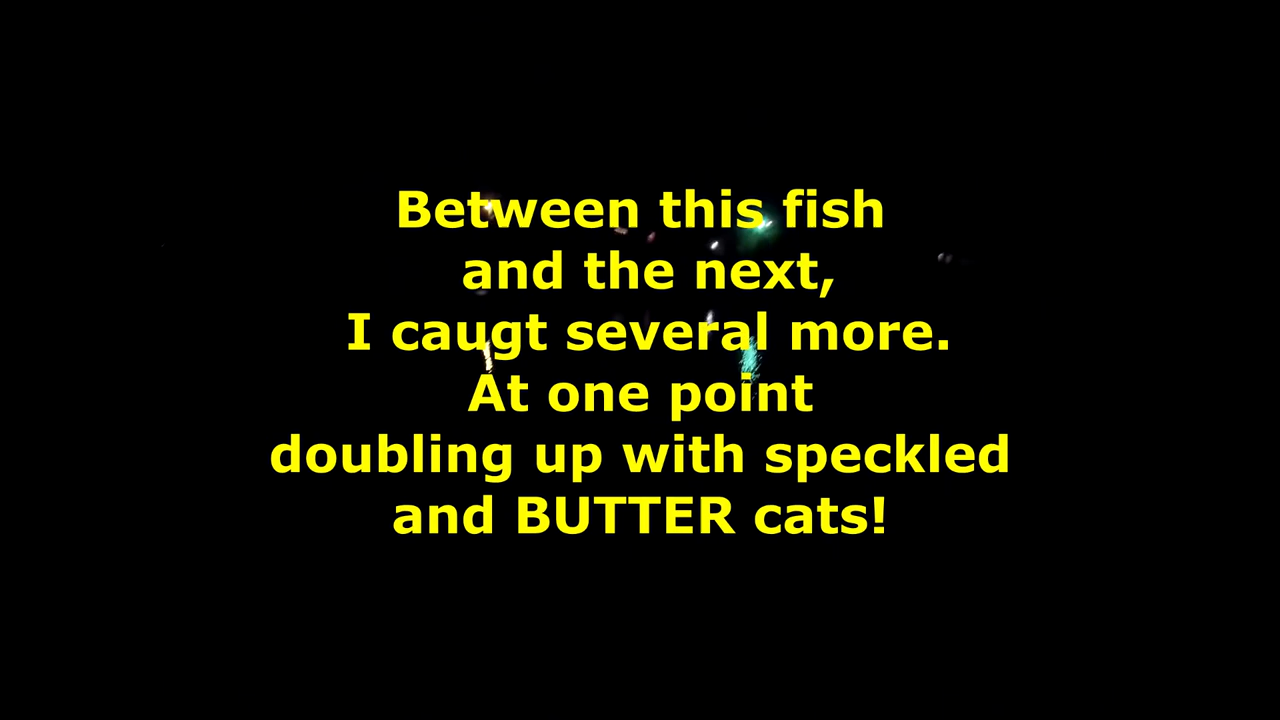 Between this fish
and the next,
I caugt several more.
At one point
doubling up with speckled
and BUTTER cats!